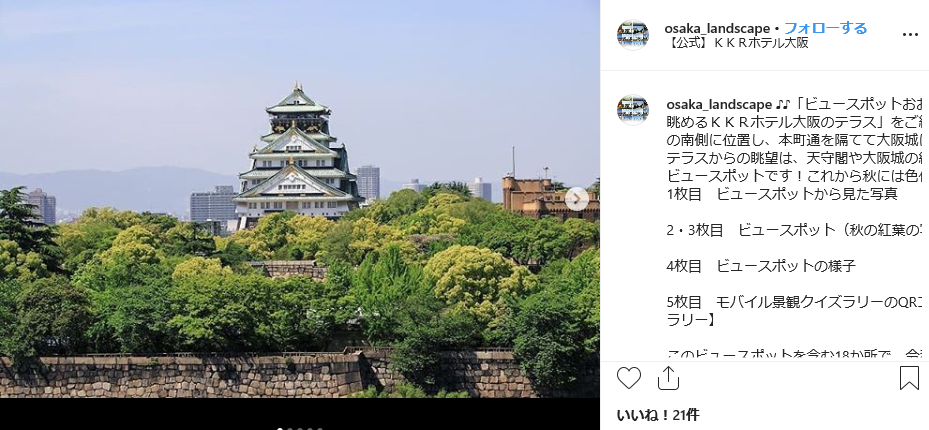 osaka_landscape • フォローする
【公式】ＫＫＲホテル大阪
osaka_landscape ♪♪「ビュースポットおお
眺めるＫＫＲホテル大阪のテラス」をご
の南側に位置し、本町通を隔てて大阪城
テラスからの眺望は、天守閣や大阪城の
ビュースポットです！これから秋には色
1枚目　ビュースポットから見た写真
2・3枚目　ビュースポット（秋の紅葉の
4枚目　ビュースポットの様子
5枚目　モバイル景観クイズラリーのQR
ラリー】
このビュースポットを含む18か所で、
いいね！21件